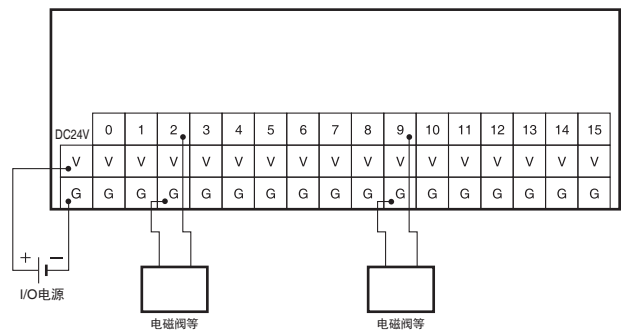 DC24V 0 1 2 3 4 5 6 7 8 9 10 11 12 13 14 15
V V V V V V V V V V V V V V V V V
G G G G G G G G G G G G G G G G G
+ −
I/O电源
电磁阀等 电磁阀等